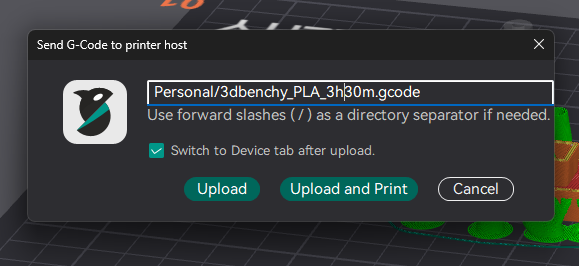 Send G-Code to printer host
Personal/3dbenchy_PLA_3h30m.gcode
Use forward slashes ( / ) as a directory separator if needed.
Switch to Device tab after upload.
Upload
Upload and Print
Cancel